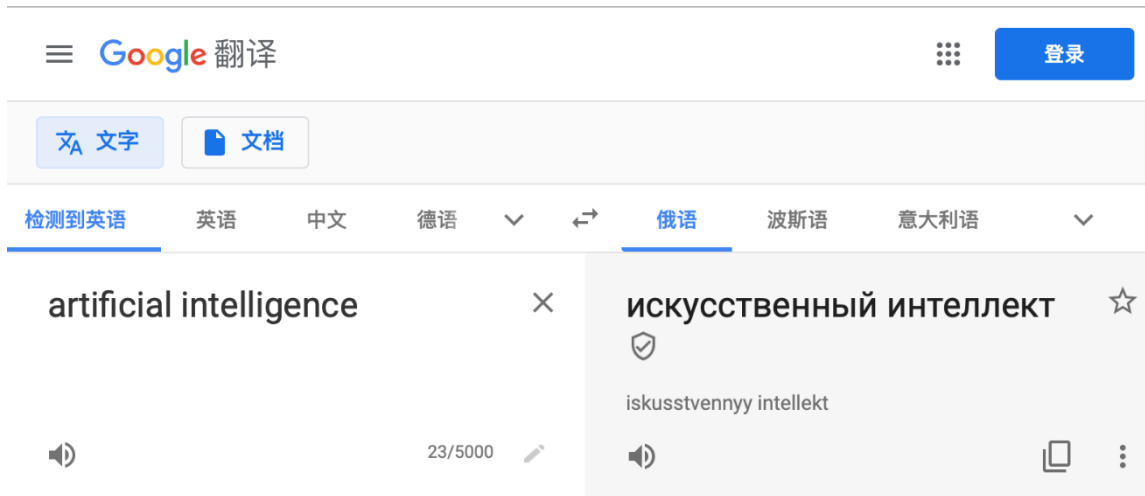 Google 翻译
登录
文字 文档
检测到英语 英语 中文 德语 俄语 波斯语 意大利语
artificial intelligence
искусственный интеллект
iskusstvennyy intellekt
23/5000